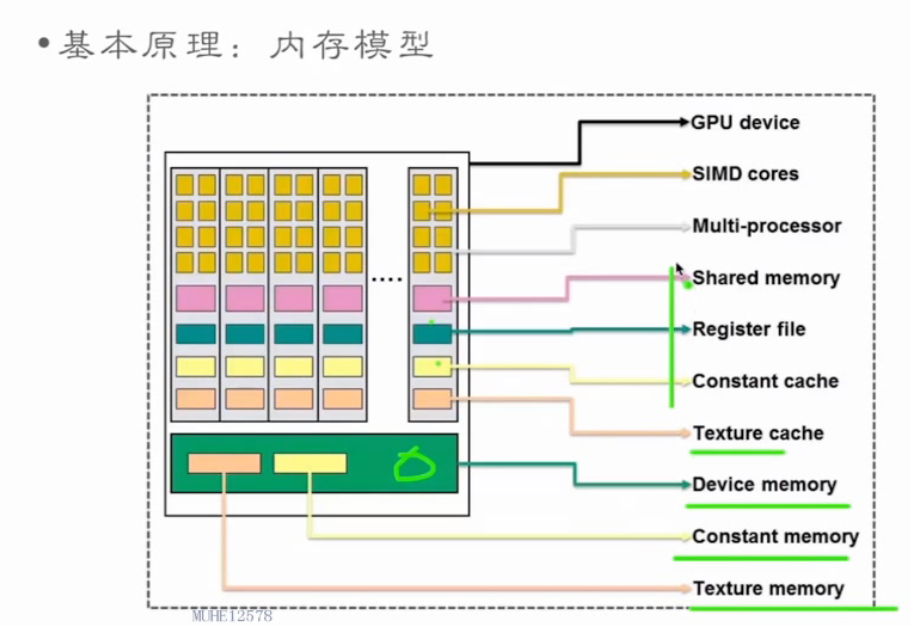 •基本原理：内存模型
GPU device
SIMD cores
Multi-processor
Shared memory
Register file
Constant cache
Texture cache
Device memory
Constant memory
Texture memory
....
MUHE12578